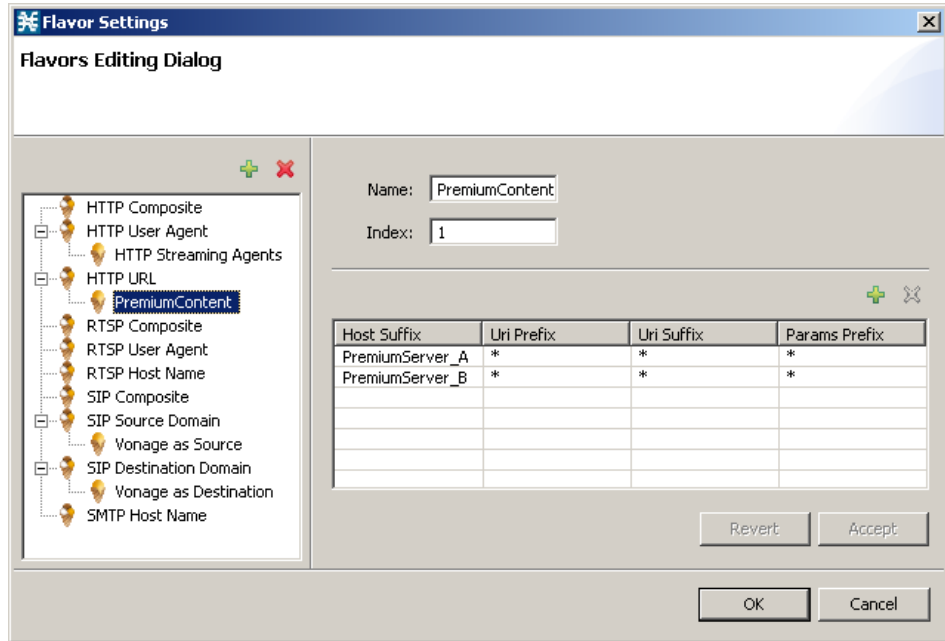 Flavor Settings
Flavors Editing Dialog
HTTP Composite
HTTP User Agent
HTTP Streaming Agents
HTTP URL
PremiumContent
RTSP Composite
RTSP User Agent
RTSP Host Name
SIP Composite
SIP Source Domain
Vonage as Source
SIP Destination Domain
Vonage as Destination
SMTP Host Name
Name: PremiumContent
Index: 1
Host Suffix Uri Prefix Uri Suffix Params Prefix
PremiumServer_A * * *
PremiumServer_B * * *
Revert Accept
OK Cancel